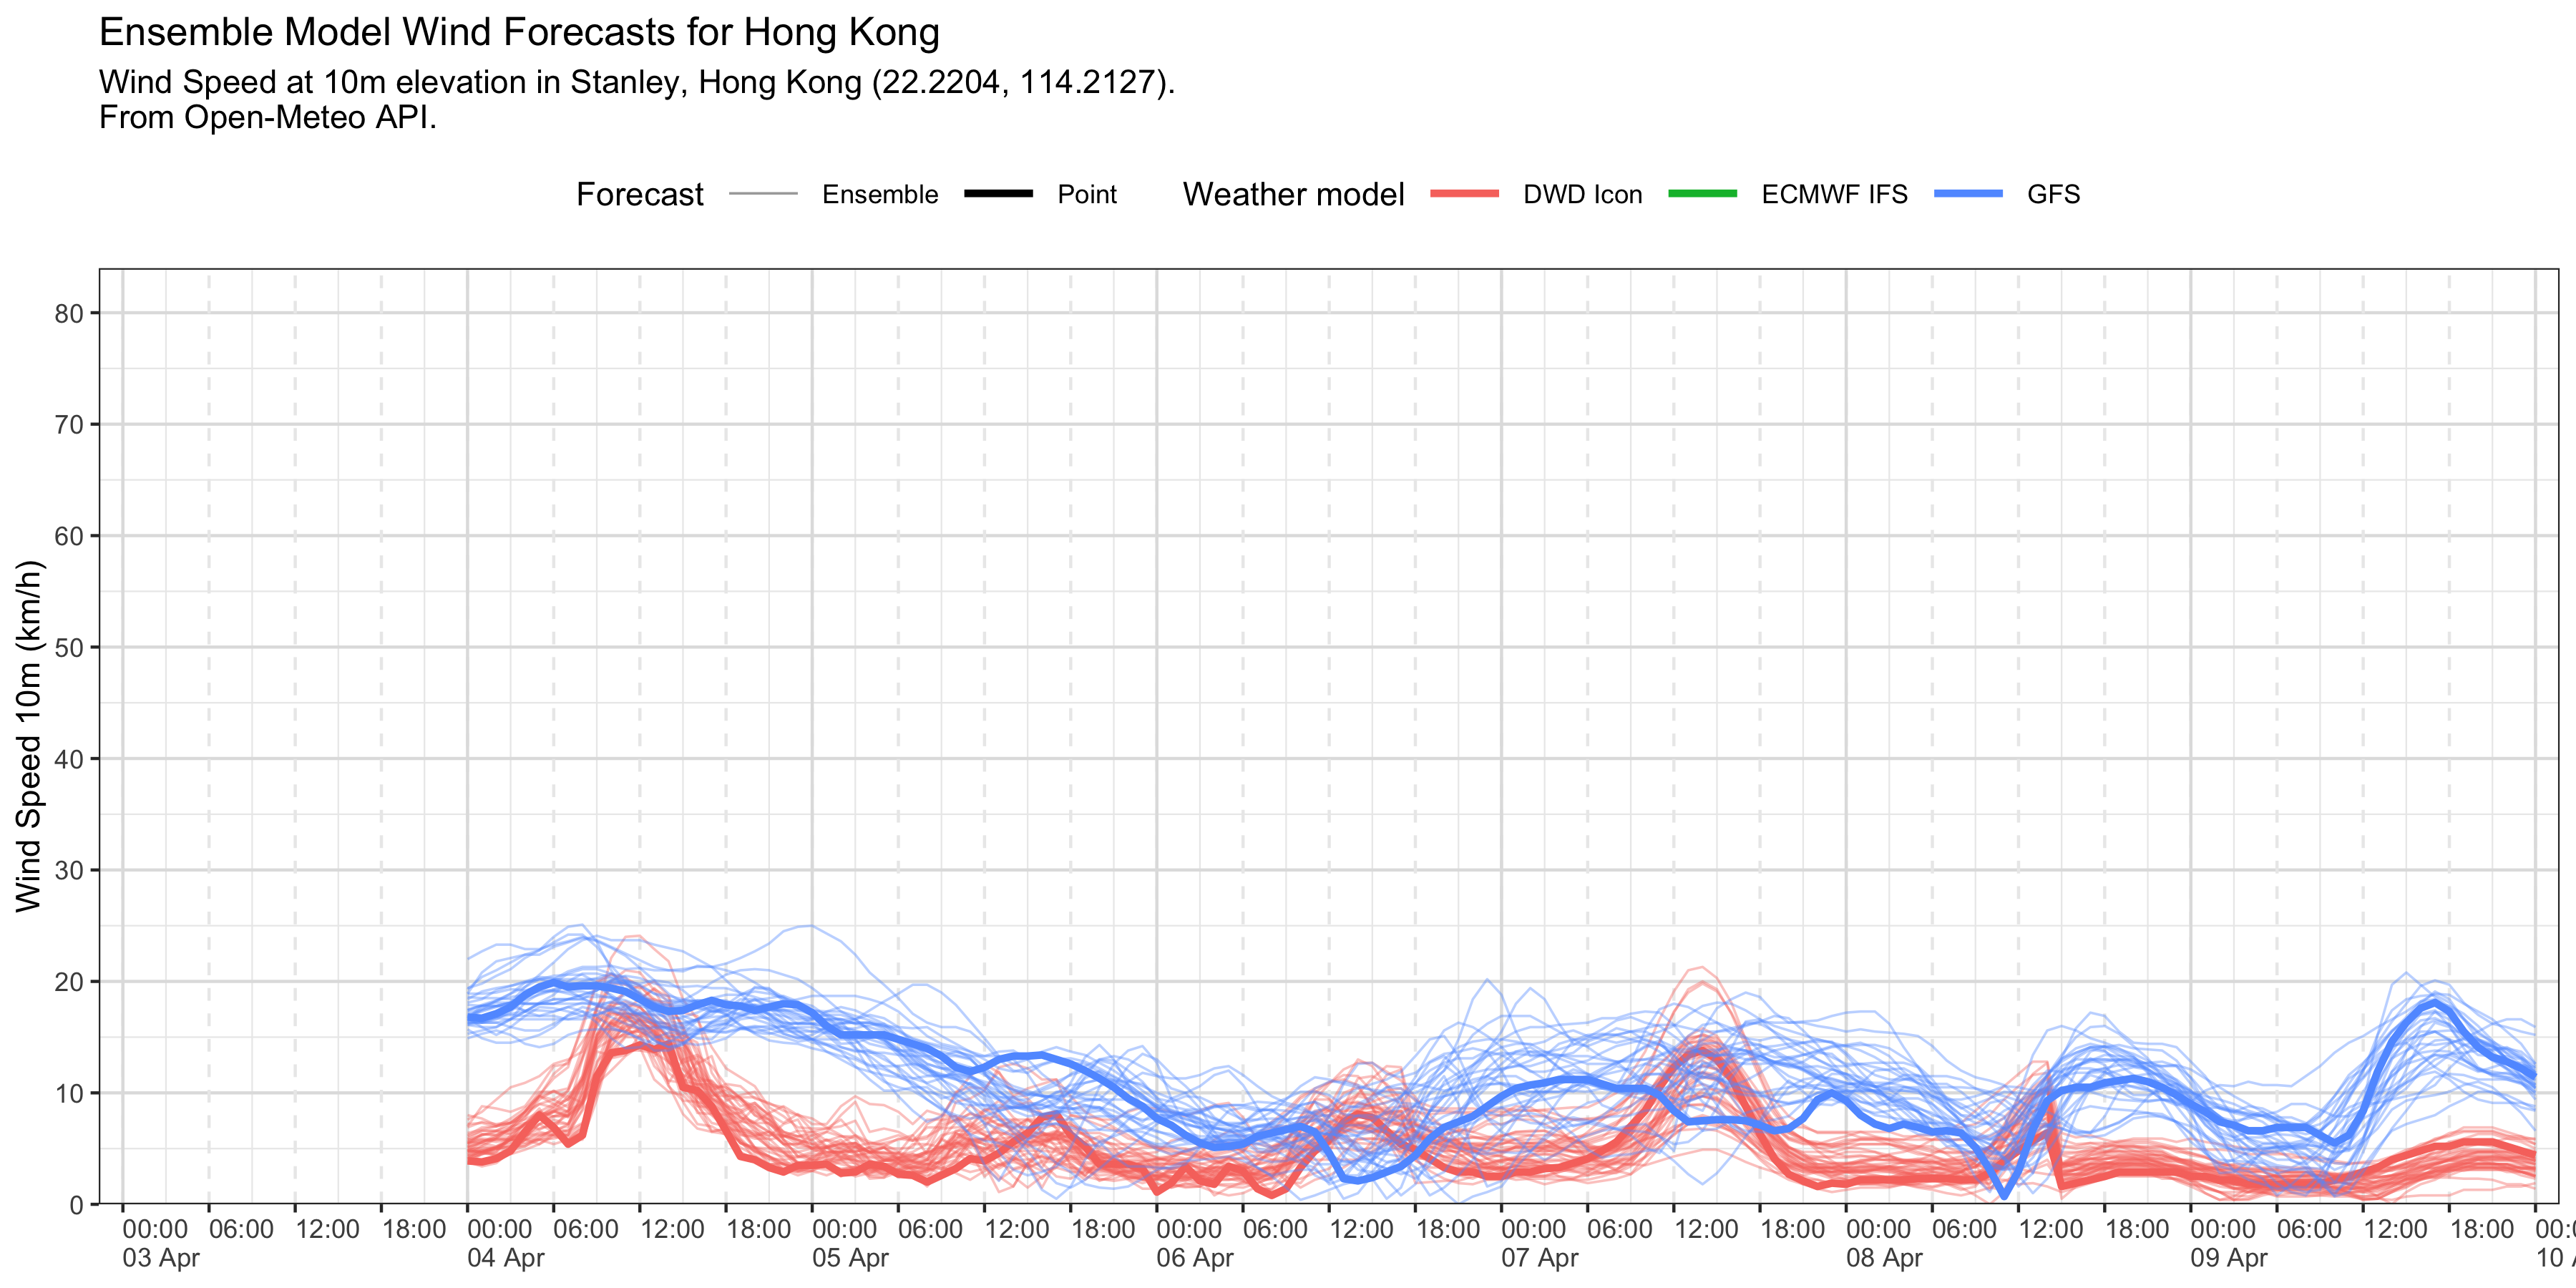 Ensemble Model Wind Forecasts for Hong Kong
Wind Speed at 10m elevation in Stanley, Hong Kong (22.2204, 114.2127).
From Open-Meteo API.
Forecast Ensemble Point Weather model DWD Icon ECMWF IFS GFS
Wind Speed 10m (km/h)
80
70
60
50
40
30
20
10
0
00:00 06:00 12:00 18:00 00:00 06:00 12:00 18:00 00:00 06:00 12:00 18:00 00:00 06:00 12:00 18:00 00:00 06:00 12:00 18:00 00:00 06:00 12:00 18:00 00:00 06:00 12:00 18:00
03 Apr 04 Apr 05 Apr 06 Apr 07 Apr 08 Apr 09 Apr 10